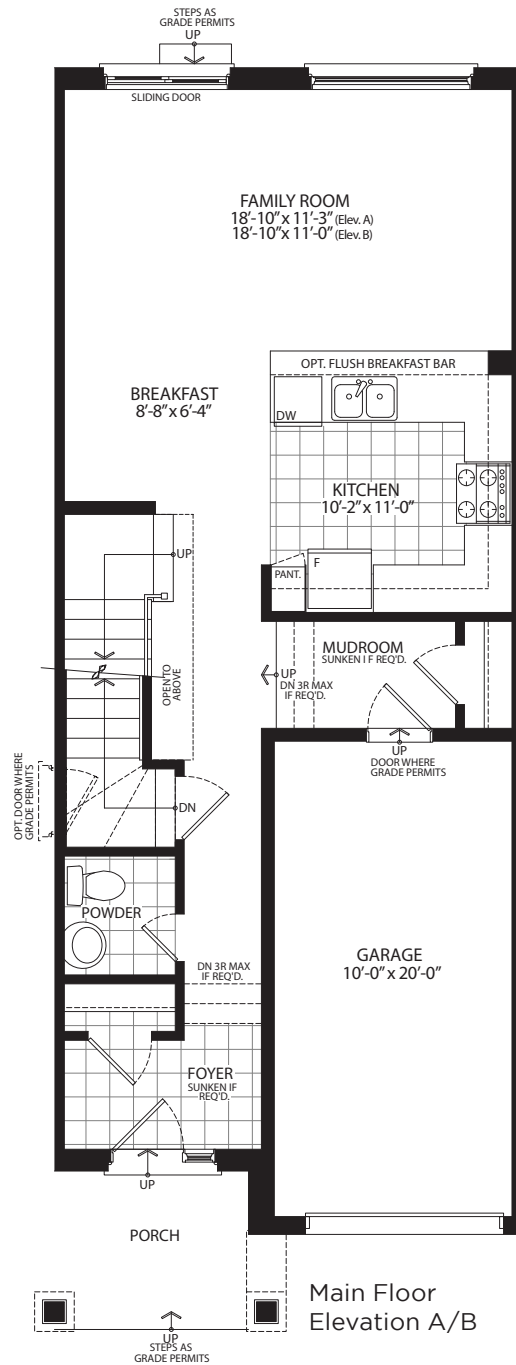 STEPS AS
GRADE PERMITS
UP
SLIDING DOOR
FAMILY ROOM
18'-10" x 11'-3" (Elev. A)
18'-10" x 11'-0" (Elev. B)
OPT. FLUSH BREAKFAST BAR
BREAKFAST
8'-8" x 6'-4"
DW
KITCHEN
10'-2" x 11'-0"
UP
PANT.
F
OPEN TO
ABOVE
MUDROOM
SUNKEN IF REQ'D.
UP
DN 3R MAX
IF REQ'D.
UP
DOOR WHERE
GRADE PERMITS
OPT. DOOR WHERE
GRADE PERMITS
DN
POWDER
GARAGE
10'-0" x 20'-0"
DN 3R MAX
IF REQ'D.
FOYER
SUNKEN IF
REQ'D.
UP
PORCH
UP
STEPS AS
GRADE PERMITS
Main Floor
Elevation A/B